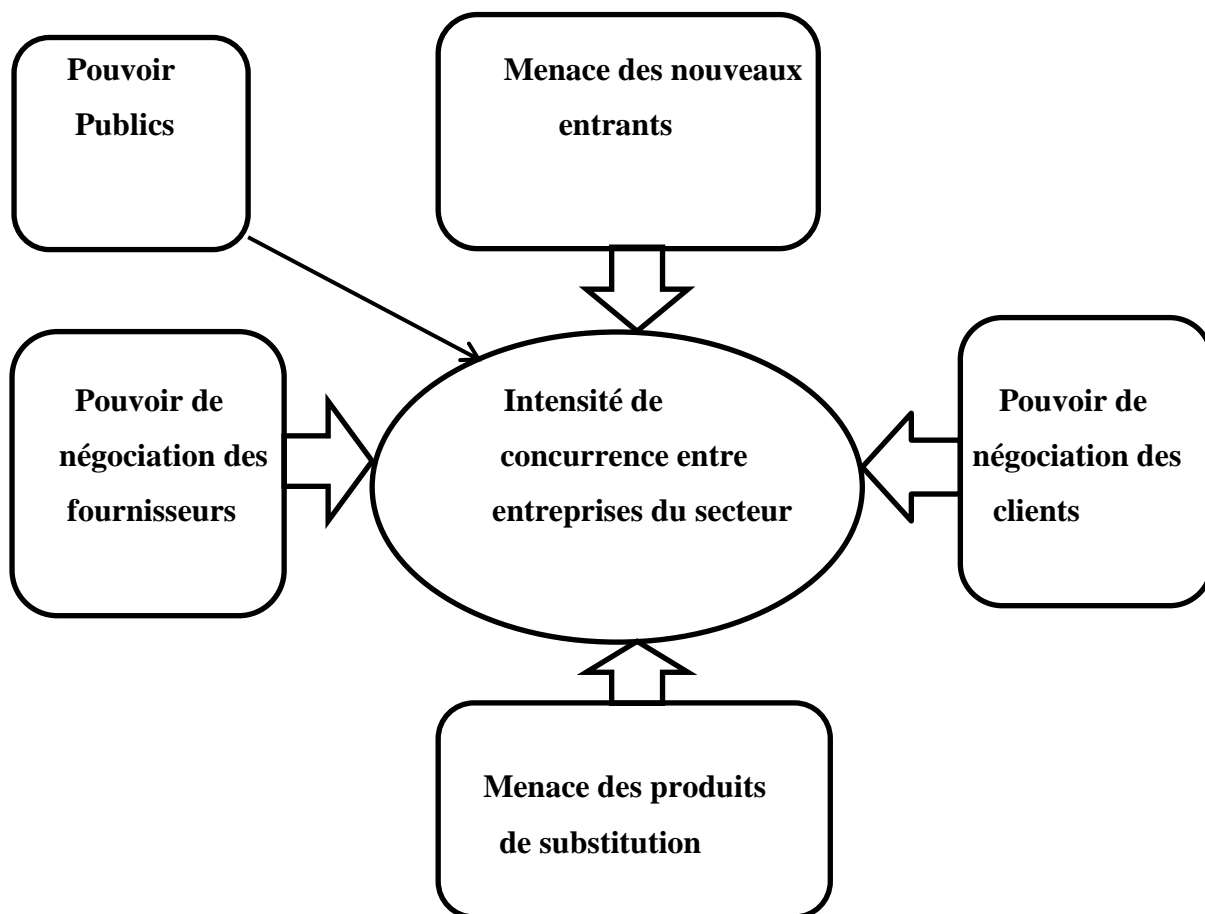 Pouvoir
Publics
Menace des nouveaux
entrants
Pouvoir de
négociation des
fournisseurs
Intensité de
concurrence entre
entreprises du secteur
Pouvoir de
négociation des
clients
Menace des produits
de substitution